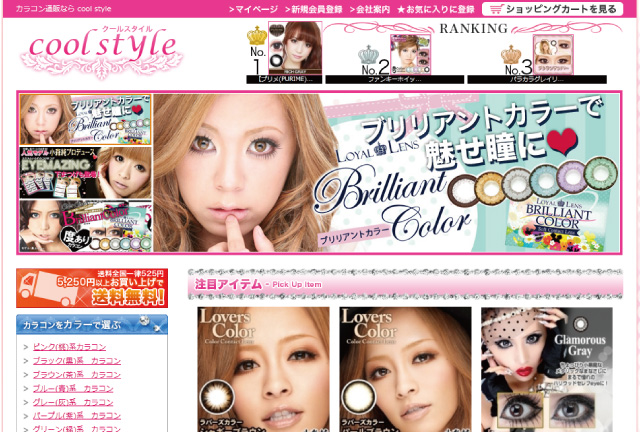 カラコン通販なら cool style
>マイページ >新規会員登録 >会社案内 ★お気に入りに登録 ショッピングカートを見る
クールスタイル
cool style
RANKING
No. 1
No.2
No.3
RICH GRAY
【プリメ(PURIME)...
ファンキーホイッ...
パラカラグレイリ...
Brilliant Color
EYEMAZING
Brilliant Color
度あり
ブリリアントカラーで
魅せ瞳に
LOYAL LENS
Brilliant Color
ブリリアントカラー
LOYAL LENS
BRILLIANT
COLOR
送料全国一律525円
5,250円以上お買い上げで
送料無料!
注目アイテム - Pick Up Item
カラコンをカラーで選ぶ
> ピンク(桃)系カラコン
> ブラック(黒)系 カラコン
> ブラウン(茶)系 カラコン
> ブルー(青)系 カラコン
> グレー(灰)系 カラコン
> パープル(紫)系 カラコン
> グリーン(緑)系 カラコン
Lovers
Color
ラバーズカラー
Lovers
Color
ラバーズカラー
パールブラウン
Glamorous
Gray